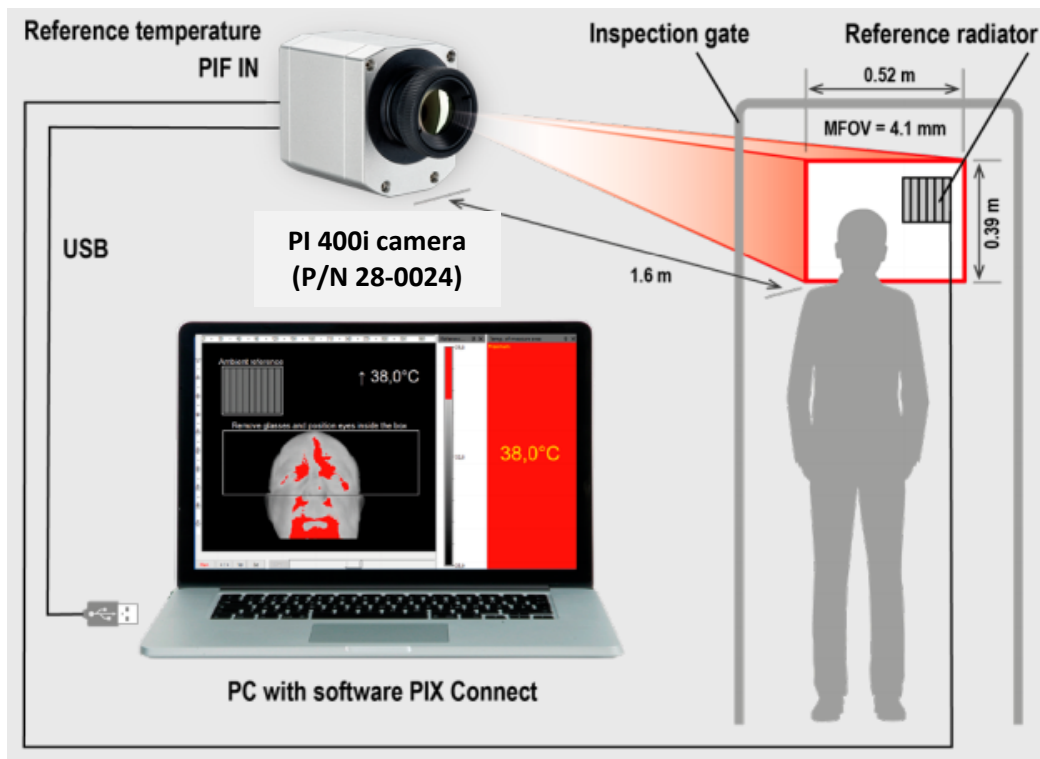 Reference temperature
PIF IN
Inspection gate
Reference radiator
0.52 m
MFOV = 4.1 mm
0.39 m
USB
PI 400i camera
(P/N 28-0024)
1.6 m
Ambient reference
↑ 38,0°C
Remove glasses and position eyes inside the box
38,0°C
PC with software PIX Connect